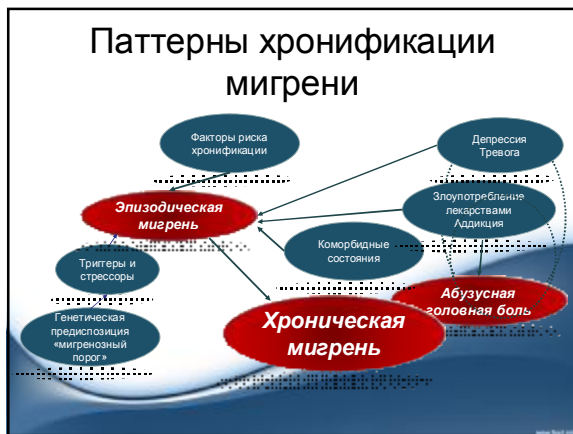 Паттерны хронификации
мигрени
Факторы риска
хронификации
Депрессия
Тревога
Эпизодическая
мигрень
Злоупотребление
лекарствами
Аддикция
Коморбидные
состояния
Триггеры и
стрессоры
Генетическая
предиспозиция
«мигренозный
порог»
Хроническая
мигрень
Абузусная
головная боль